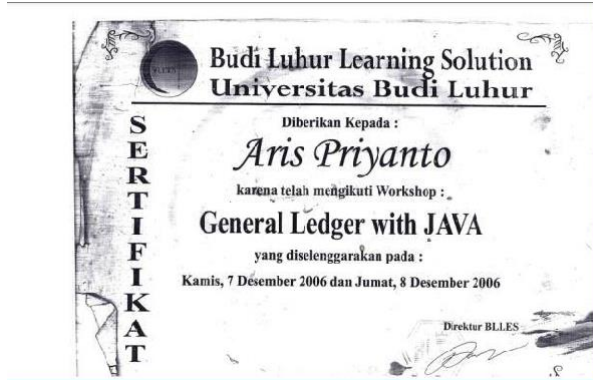 Budi Luhur Learning Solution
Universitas Budi Luhur
SERTIFIKAT
Diberikan Kepada :
Aris Priyanto
karena telah mengikuti Workshop :
General Ledger with JAVA
yang diselenggarakan pada :
Kamis, 7 Desember 2006 dan Jumat, 8 Desember 2006
Direktur BLLES